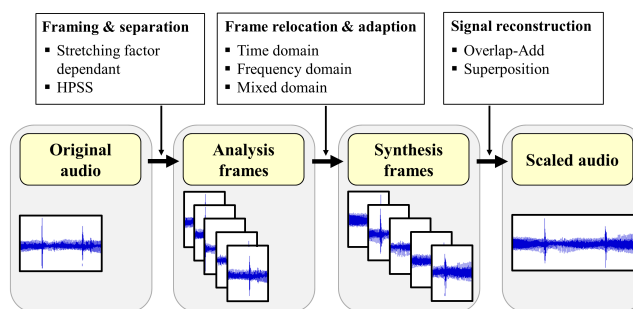 Framing & separation
▪ Stretching factor
dependant
▪ HPSS
Frame relocation & adaption
▪ Time domain
▪ Frequency domain
▪ Mixed domain
Signal reconstruction
▪ Overlap-Add
▪ Superposition
Original
audio
Analysis
frames
Synthesis
frames
Scaled audio